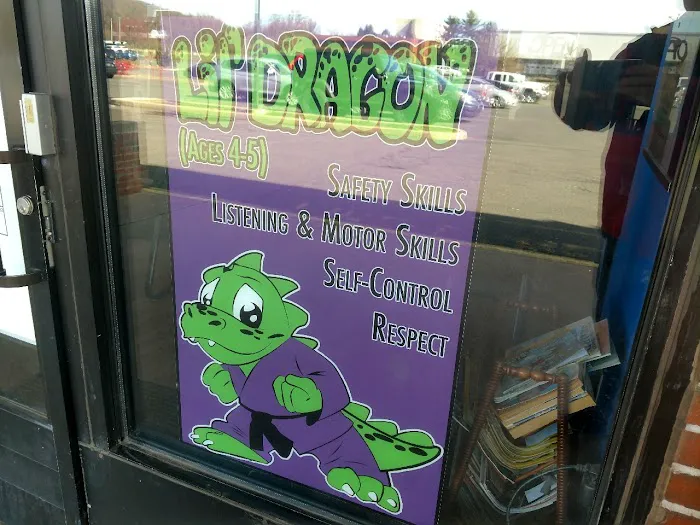 Lil' Dragon
(Ages 4-5)
Safety Skills
Listening & Motor Skills
Self-Control
Respect